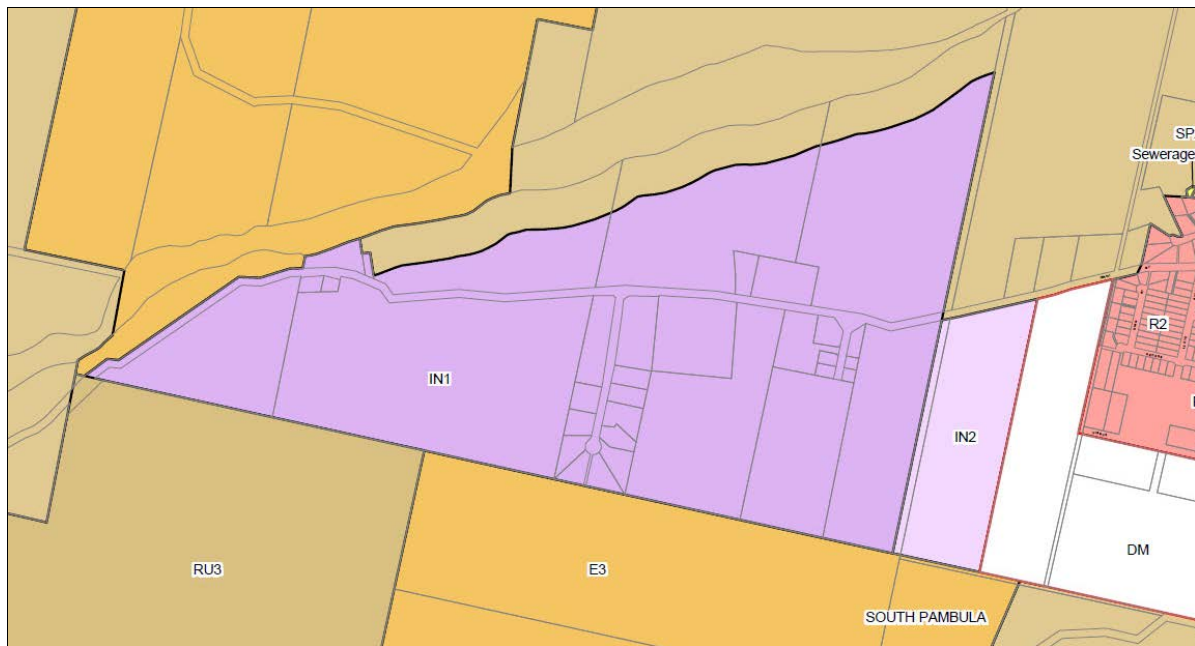 SP
Sewerage
R2
IN1
IN2
DM
RU3
E3
SOUTH PAMBULA